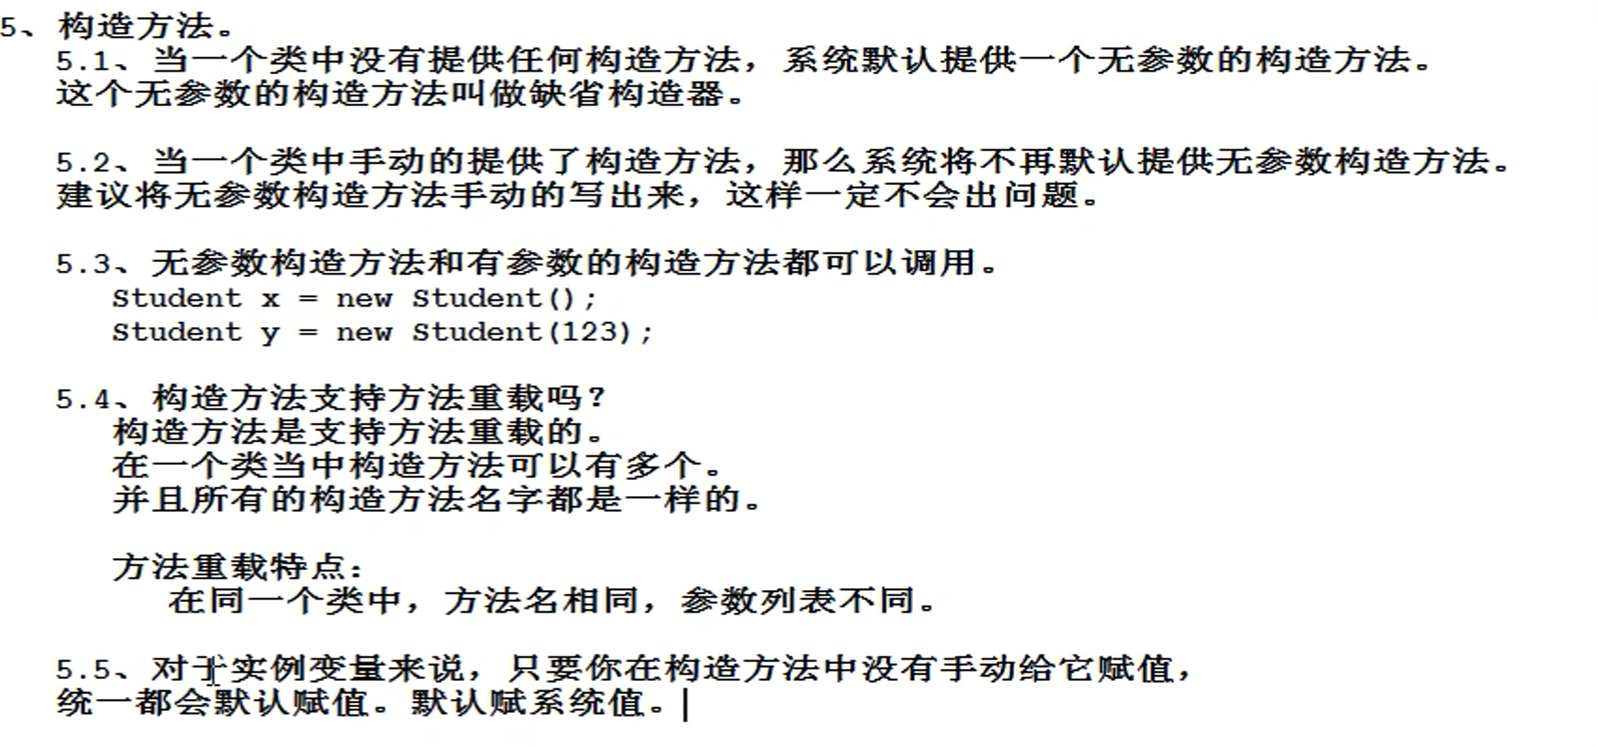 5、构造方法。
5.1、当一个类中没有提供任何构造方法，系统默认提供一个无参数的构造方法。
这个无参数的构造方法叫做缺省构造器。
5.2、当一个类中手动的提供了构造方法，那么系统将不再默认提供无参数构造方法。
建议将无参数构造方法手动的写出来，这样一定不会出问题。
5.3、无参数构造方法和有参数的构造方法都可以调用。
Student x = new Student();
Student y = new Student(123);
5.4、构造方法支持方法重载吗？
构造方法是支持方法重载的。
在一个类当中构造方法可以有多个。
并且所有的构造方法名字都是一样的。
方法重载特点：
在同一个类中，方法名相同，参数列表不同。
5.5、对于实例变量来说，只要你在构造方法中没有手动给它赋值，
统一都会默认赋值。默认赋系统值。